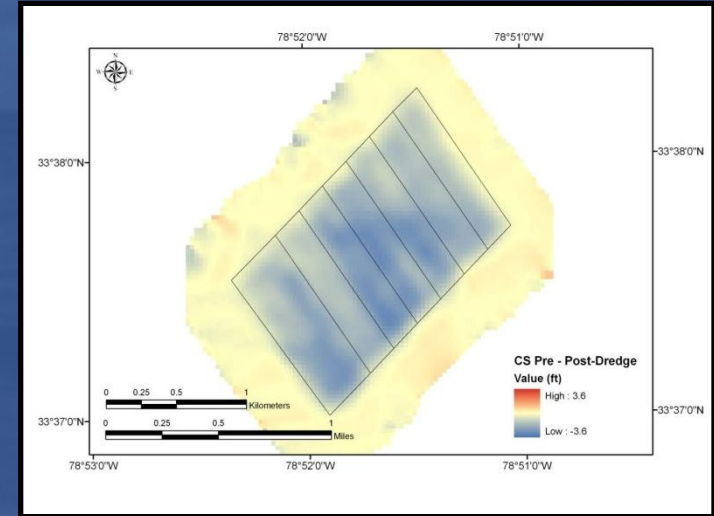 78°52'0"W 78°51'0"W
N
W E
S
33°38'0"N 33°38'0"N
CS Pre - Post-Dredge
Value (ft)
High : 3.6
Low : -3.6
0 0.25 0.5 1
Kilometers
33°37'0"N 33°37'0"N
0 0.25 0.5 1
Miles
78°53'0"W 78°52'0"W 78°51'0"W